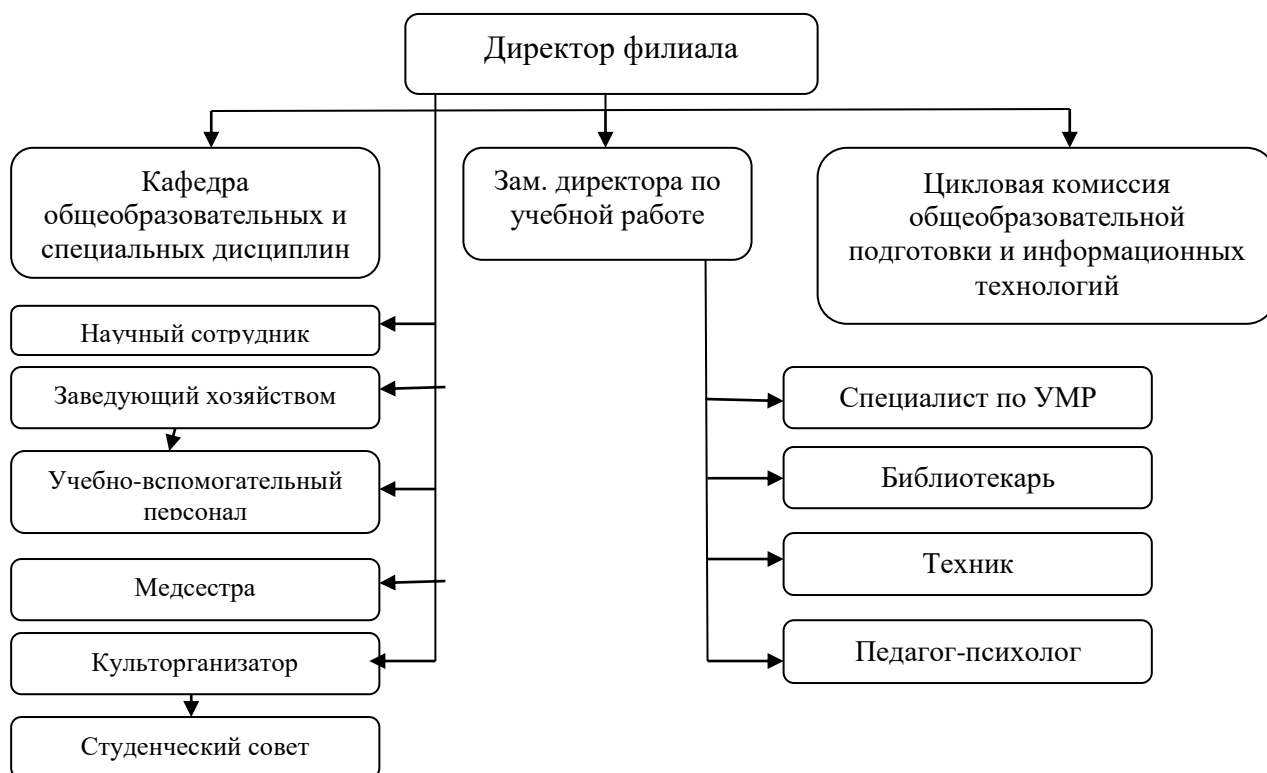 Директор филиала
Кафедра
общеобразовательных и
специальных дисциплин
Зам. директора по
учебной работе
Цикловая комиссия
общеобразовательной
подготовки и информационных
технологий
Научный сотрудник
Заведующий хозяйством
Учебно-вспомогательный
персонал
Медсестра
Культорганизатор
Студенческий совет
Специалист по УМР
Библиотекарь
Техник
Педагог-психолог